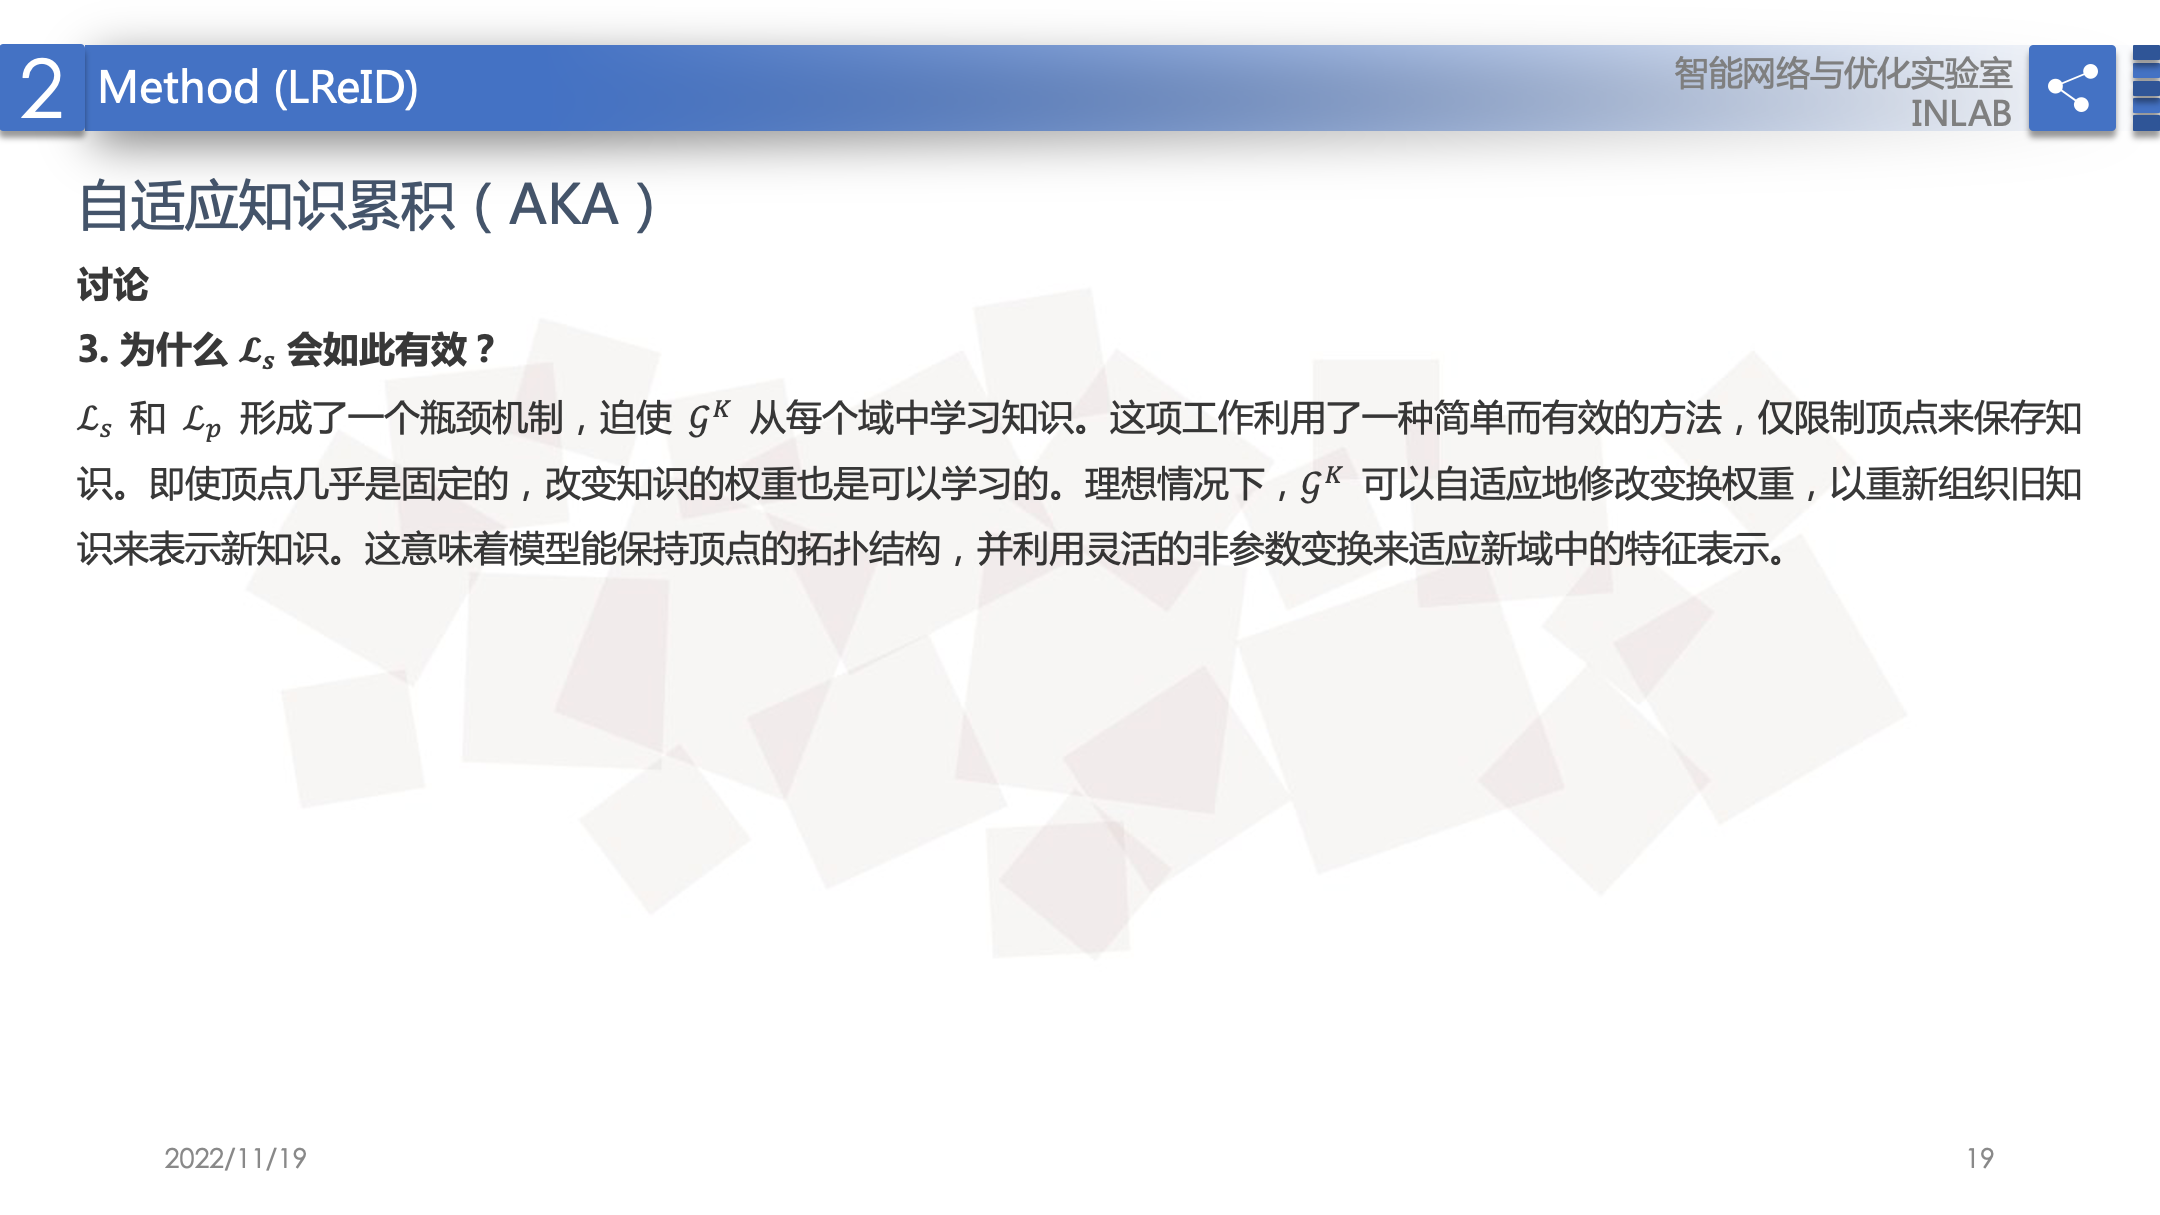 2
Method (LReID)
智能网络与优化实验室
INLAB
自适应知识累积（AKA）
讨论
3. 为什么 ℒₛ 会如此有效？
ℒₛ 和 ℒₚ 形成了一个瓶颈机制，迫使 𝒢ᴷ 从每个域中学习知识。这项工作利用了一种简单而有效的方法，仅限制顶点来保存知
识。即使顶点几乎是固定的，改变知识的权重也是可以学习的。理想情况下，𝒢ᴷ 可以自适应地修改变换权重，以重新组织旧知
识来表示新知识。这意味着模型能保持顶点的拓扑结构，并利用灵活的非参数变换来适应新域中的特征表示。
2022/11/19
19